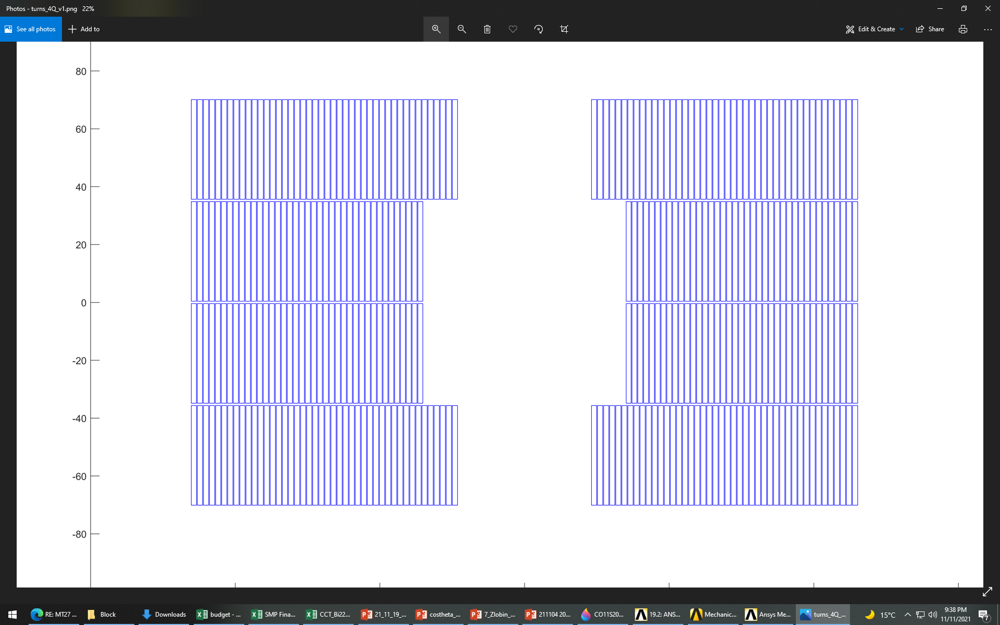 Photos - turns_4Q_v1.png 22%
See all photos
Add to
Edit & Create
Share
80
60
40
20
0
-20
-40
-60
-80
RE: MT27 ...
Block
Downloads
budget - ...
SMP Fina...
CCT_Bi22...
21_11_19_...
costheta_...
7_Zlobin_...
211104 20...
CO11S20...
19.2: ANS...
Mechanic...
Ansys Me...
turns_4Q_...
15°C
9:38 PM
11/11/2021
7